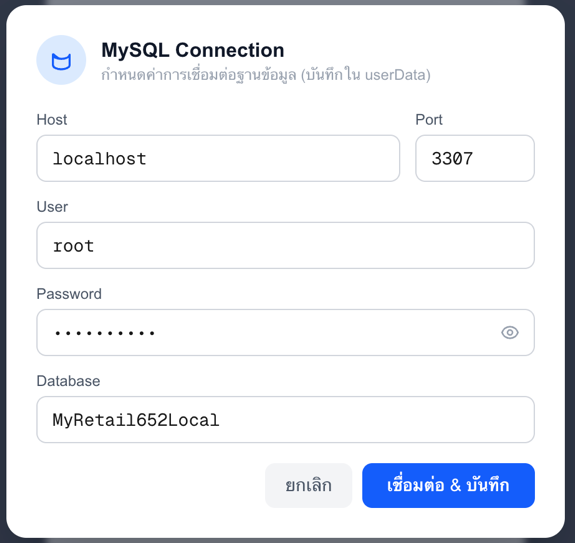 MySQL Connection
กำหนดค่าการเชื่อมต่อฐานข้อมูล (บันทึกใน userData)
Host
Port
localhost
3307
User
root
Password
••••••••••
Database
MyRetail652Local
ยกเลิก
เชื่อมต่อ & บันทึก